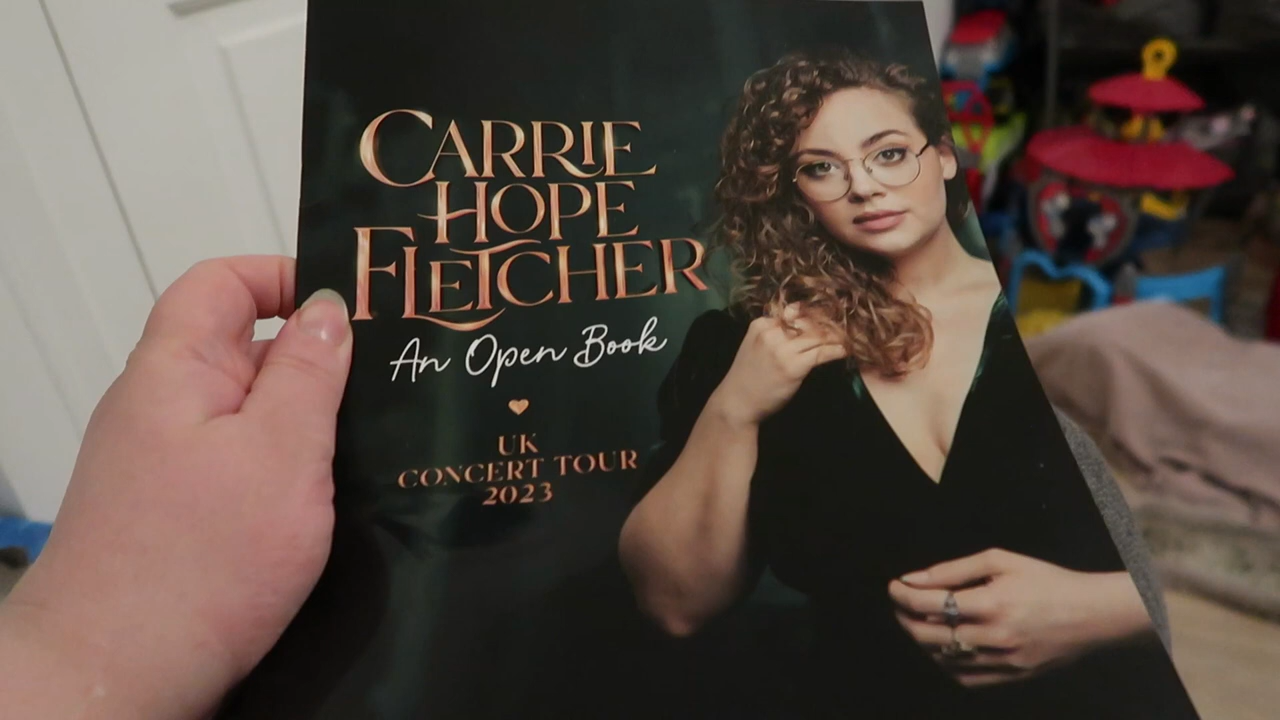 CARRIE
HOPE
FLETCHER
An Open Book
UK
CONCERT TOUR
2023